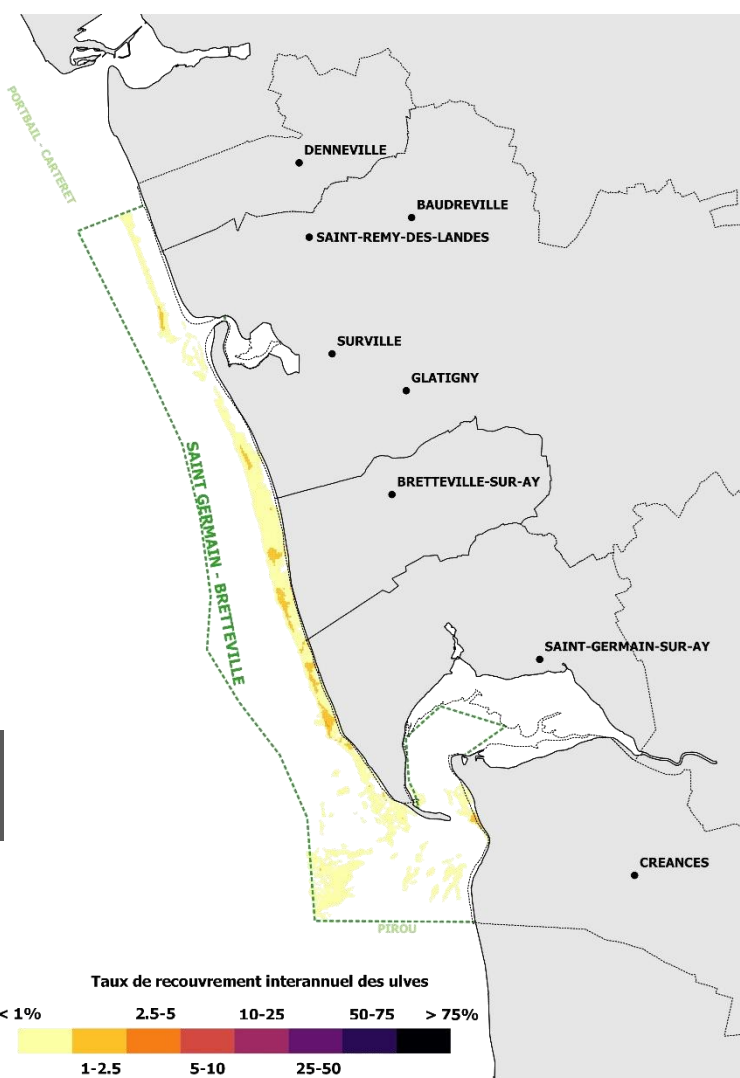 PORTBAIL - CARTERET
DENNEVILLE
BAUDREVILLE
SAINT-REMY-DES-LANDES
SURVILLE
GLATIGNY
SAINT GERMAIN - BRETTEVILLE
BRETTEVILLE-SUR-AY
SAINT-GERMAIN-SUR-AY
CREANCES
PIROU
Taux de recouvrement interannuel des ulves
< 1% 2.5-5 10-25 50-75 > 75%
1-2.5 5-10 25-50